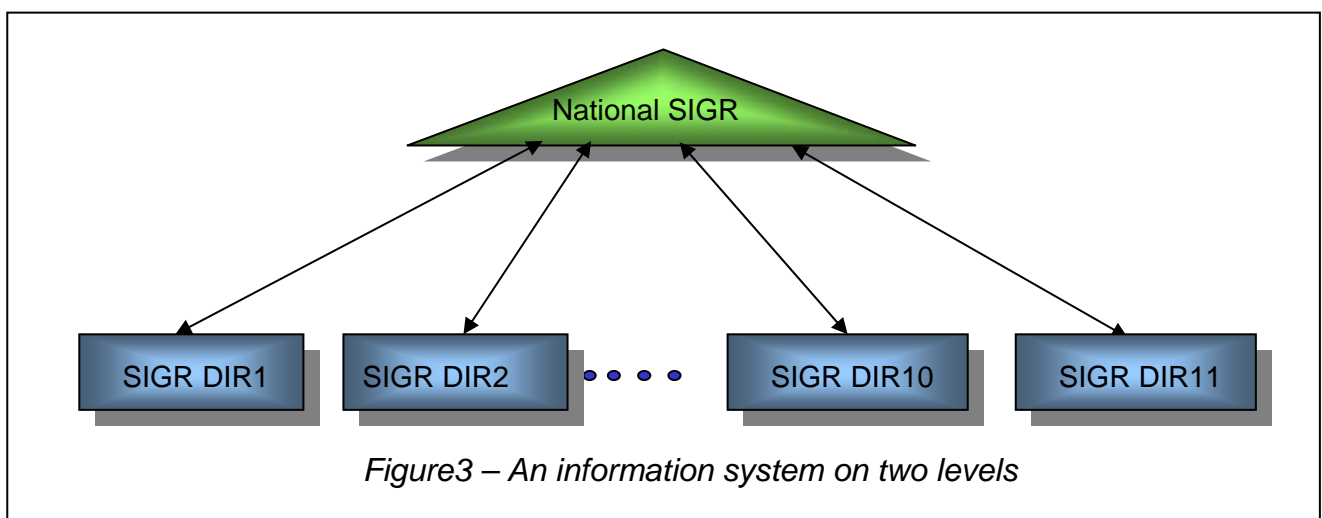 National SIGR
SIGR DIR1
SIGR DIR2
SIGR DIR10
SIGR DIR11
Figure3 – An information system on two levels